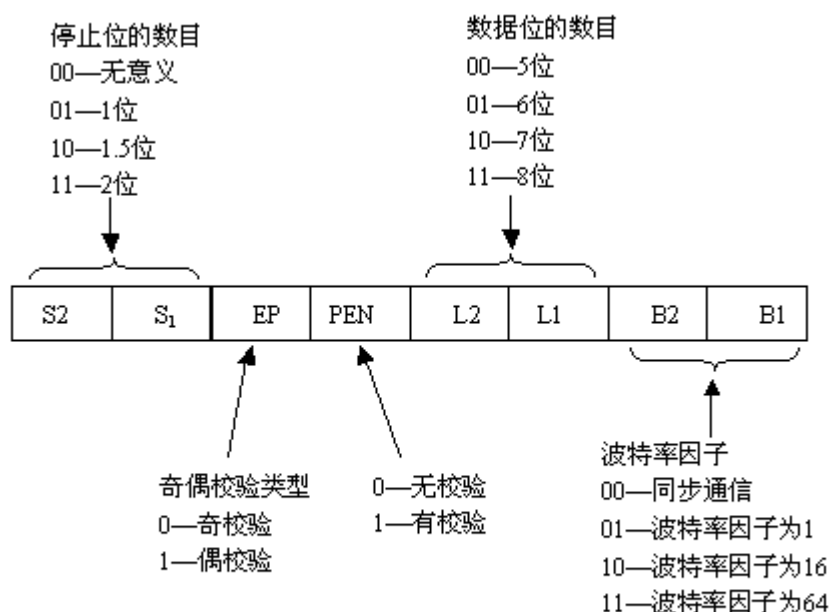 停止位的数目
00—无意义
01—1位
10—1.5位
11—2位
数据位的数目
00—5位
01—6位
10—7位
11—8位
S2 S1 EP PEN L2 L1 B2 B1
奇偶校验类型
0—奇校验
1—偶校验
0—无校验
1—有校验
波特率因子
00—同步通信
01—波特率因子为1
10—波特率因子为16
11—波特率因子为64